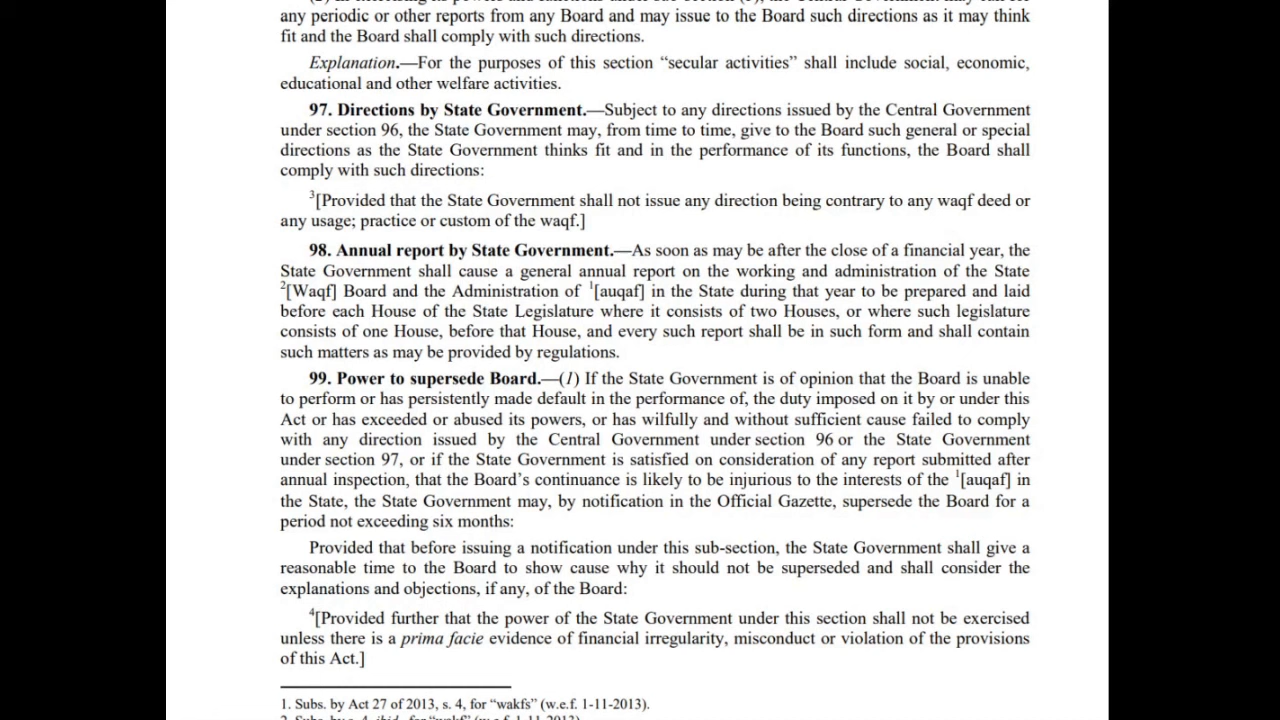 any periodic or other reports from any Board and may issue to the Board such directions as it may think
fit and the Board shall comply with such directions.
Explanation.—For the purposes of this section “secular activities” shall include social, economic,
educational and other welfare activities.
97. Directions by State Government.—Subject to any directions issued by the Central Government
under section 96, the State Government may, from time to time, give to the Board such general or special
directions as the State Government thinks fit and in the performance of its functions, the Board shall
comply with such directions:
3[Provided that the State Government shall not issue any direction being contrary to any waqf deed or
any usage; practice or custom of the waqf.]
98. Annual report by State Government.—As soon as may be after the close of a financial year, the
State Government shall cause a general annual report on the working and administration of the State
2[Waqf] Board and the Administration of 1[auqaf] in the State during that year to be prepared and laid
before each House of the State Legislature where it consists of two Houses, or where such legislature
consists of one House, before that House, and every such report shall be in such form and shall contain
such matters as may be provided by regulations.
99. Power to supersede Board.—(1) If the State Government is of opinion that the Board is unable
to perform or has persistently made default in the performance of, the duty imposed on it by or under this
Act or has exceeded or abused its powers, or has wilfully and without sufficient cause failed to comply
with any direction issued by the Central Government under section 96 or the State Government
under section 97, or if the State Government is satisfied on consideration of any report submitted after
annual inspection, that the Board’s continuance is likely to be injurious to the interests of the 1[auqaf] in
the State, the State Government may, by notification in the Official Gazette, supersede the Board for a
period not exceeding six months:
Provided that before issuing a notification under this sub-section, the State Government shall give a
reasonable time to the Board to show cause why it should not be superseded and shall consider the
explanations and objections, if any, of the Board:
4[Provided further that the power of the State Government under this section shall not be exercised
unless there is a prima facie evidence of financial irregularity, misconduct or violation of the provisions
of this Act.]
1. Subs. by Act 27 of 2013, s. 4, for “wakfs” (w.e.f. 1-11-2013).